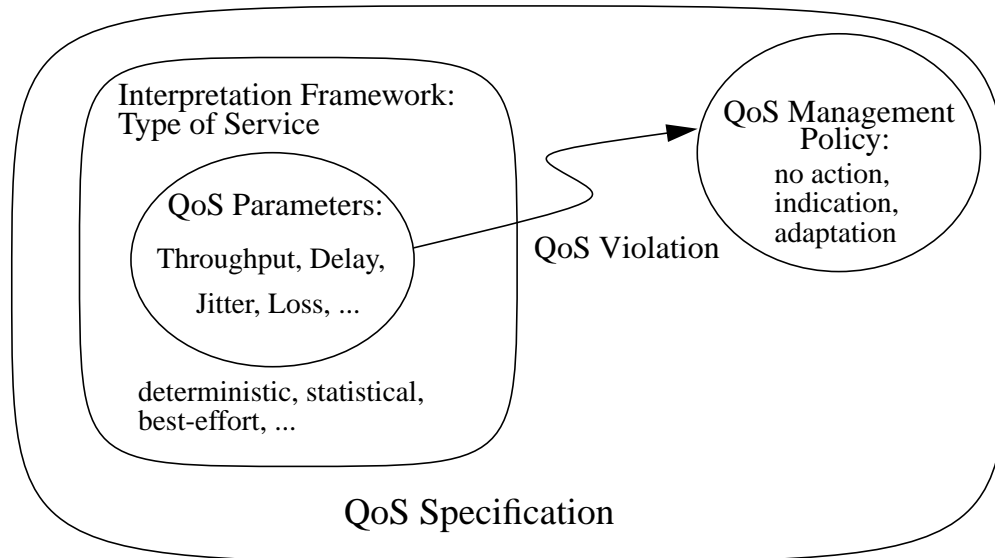 Interpretation Framework:
Type of Service
QoS Parameters:
Throughput, Delay,
Jitter, Loss, ...
deterministic, statistical,
best-effort, ...
QoS Violation
QoS Management
Policy:
no action,
indication,
adaptation
QoS Specification